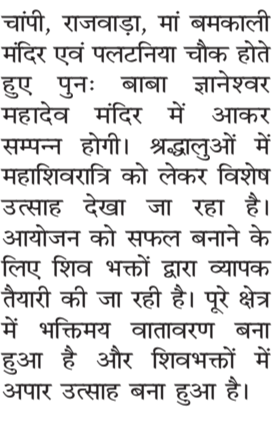 चांपी, राजवाड़ा, मां बमकाली
मंदिर एवं पलटनिया चौक होते
हुए पुनः बाबा ज्ञानेश्वर
महादेव मंदिर में आकर
सम्पन्न होगी। श्रद्धालुओं में
महाशिवरात्रि को लेकर विशेष
उत्साह देखा जा रहा है।
आयोजन को सफल बनाने के
लिए शिव भक्तों द्वारा व्यापक
तैयारी की जा रही है। पूरे क्षेत्र
में भक्तिमय वातावरण बना
हुआ है और शिवभक्तों में
अपार उत्साह बना हुआ है।